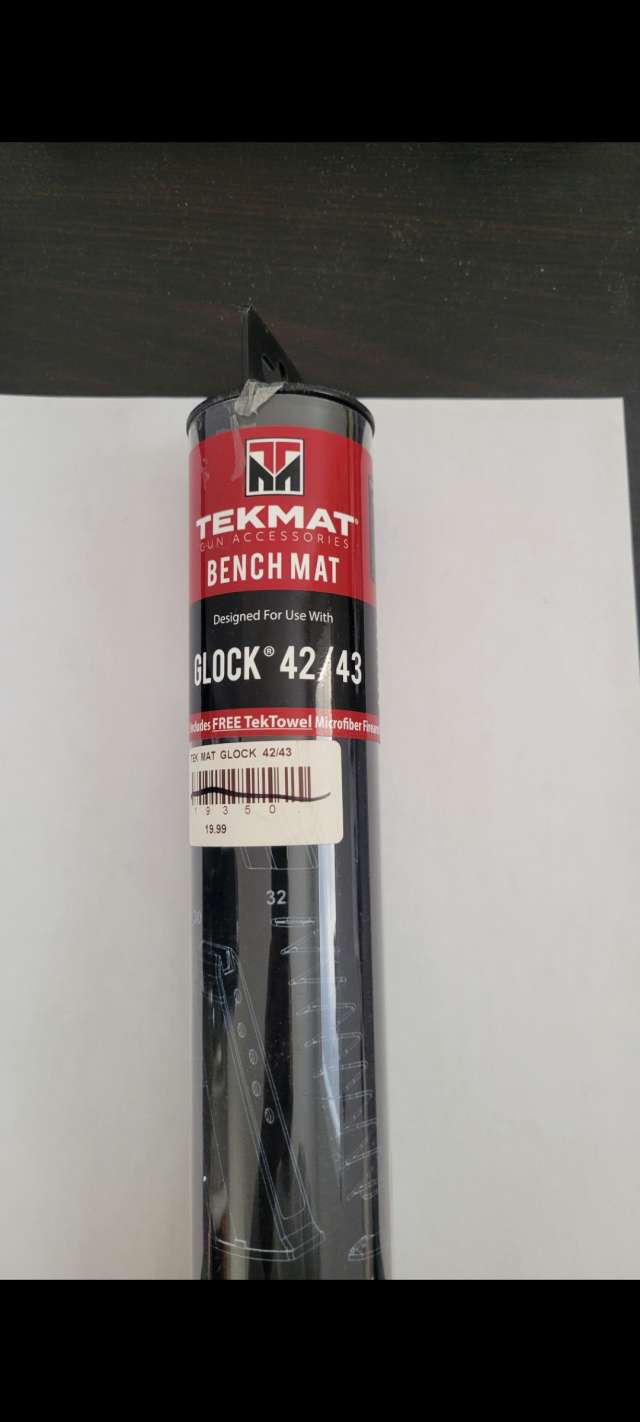 TEKMAT®
GUN ACCESSORIES
BENCH MAT
Designed For Use With
GLOCK® 42/43
Includes FREE TekTowel Microfiber
TEK MAT GLOCK 42/43
19350
19.99
32